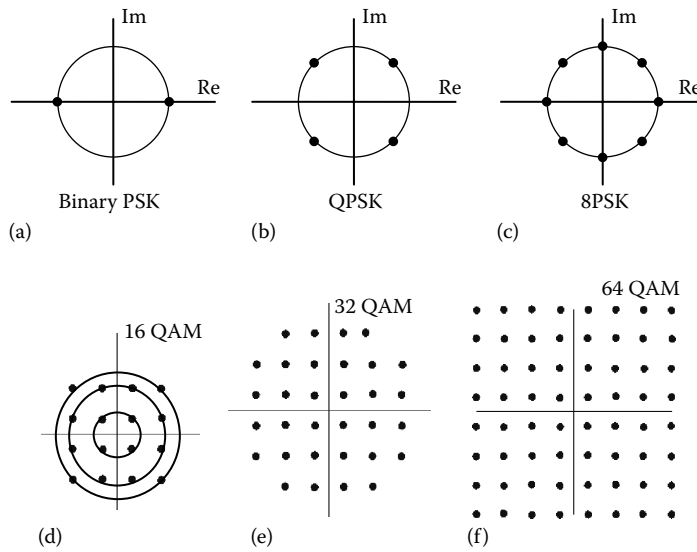 Im
Im
Im
Re
Re
Re
Binary PSK
QPSK
8PSK
(a)
(b)
(c)
16 QAM
32 QAM
64 QAM
(d)
(e)
(f)